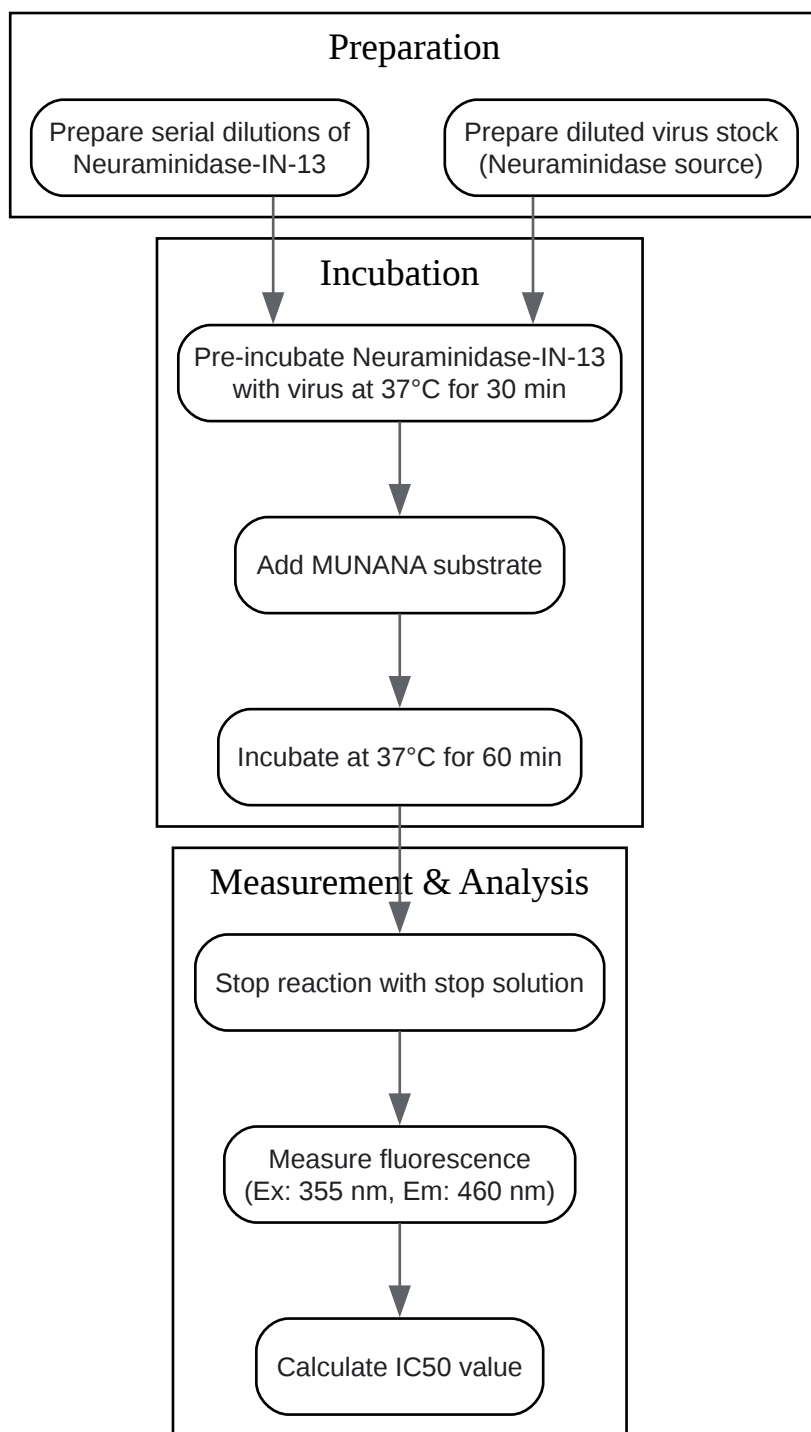 Preparation
Prepare serial dilutions of
Neuraminidase-IN-13
Prepare diluted virus stock
(Neuraminidase source)
Incubation
Pre-incubate Neuraminidase-IN-13
with virus at 37°C for 30 min
Add MUNANA substrate
Incubate at 37°C for 60 min
Measurement & Analysis
Stop reaction with stop solution
Measure fluorescence
(Ex: 355 nm, Em: 460 nm)
Calculate IC50 value